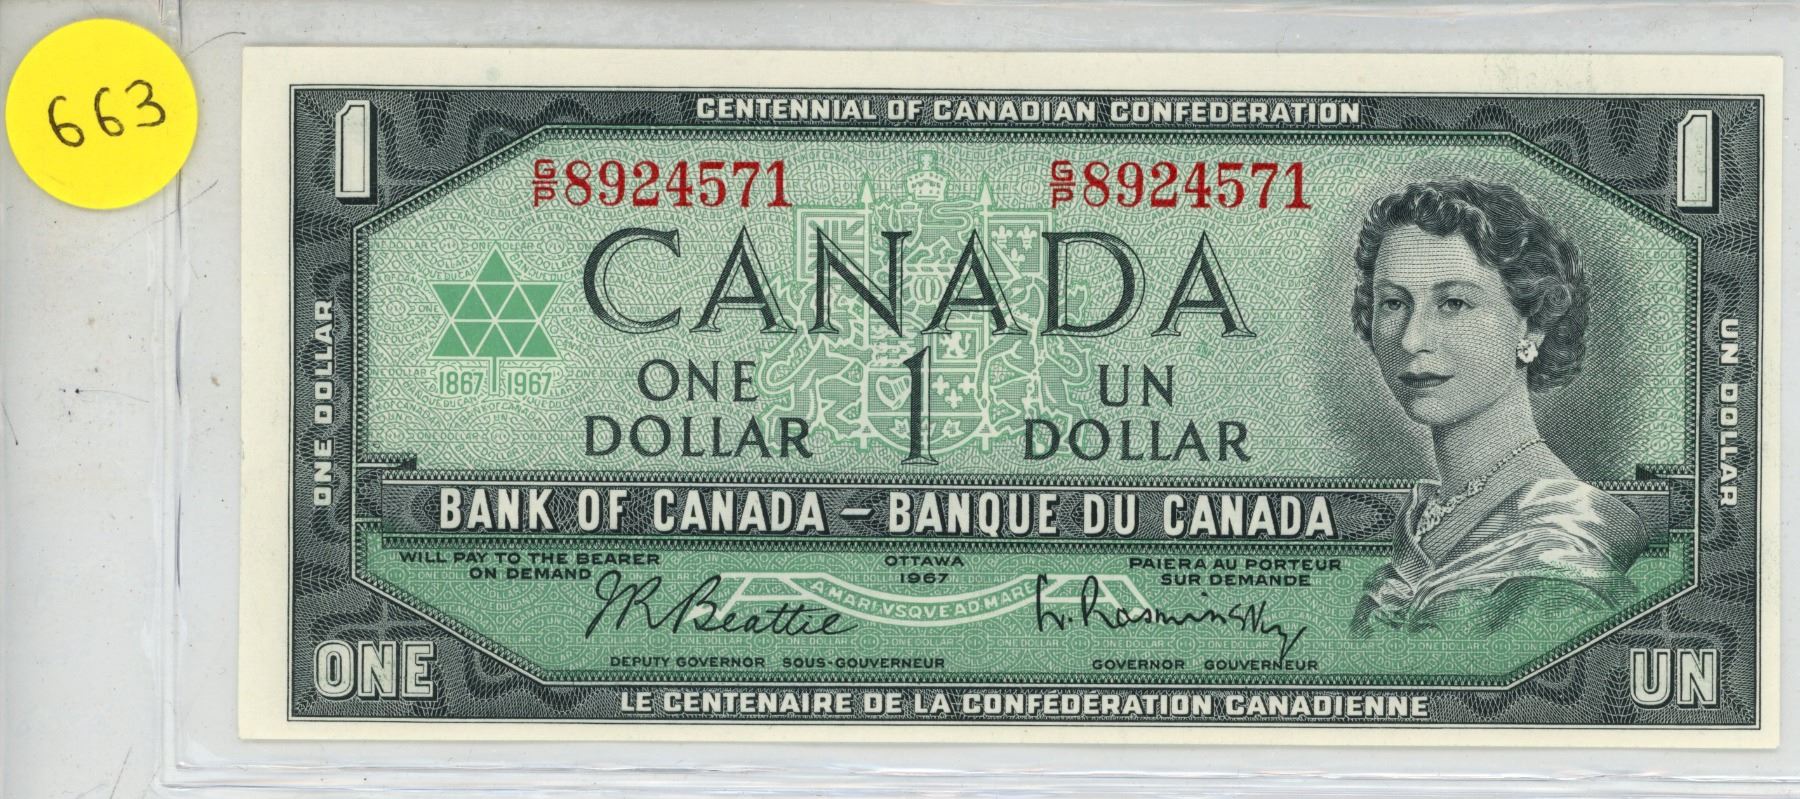 663
CENTENNIAL OF CANADIAN CONFEDERATION
1 1
G/P 8924571 G/P 8924571
CANADA
1867 1967
ONE DOLLAR
1
UN DOLLAR
ONE DOLLAR
UN DOLLAR
BANK OF CANADA – BANQUE DU CANADA
WILL PAY TO THE BEARER
ON DEMAND
OTTAWA
1967
PAIERA AU PORTEUR
SUR DEMANDE
A MARI VSQVE AD MARE
J.R. Beattie
L. Rasminsky
DEPUTY GOVERNOR SOUS-GOUVERNEUR
GOVERNOR GOUVERNEUR
ONE
UN
LE CENTENAIRE DE LA CONFÉDÉRATION CANADIENNE